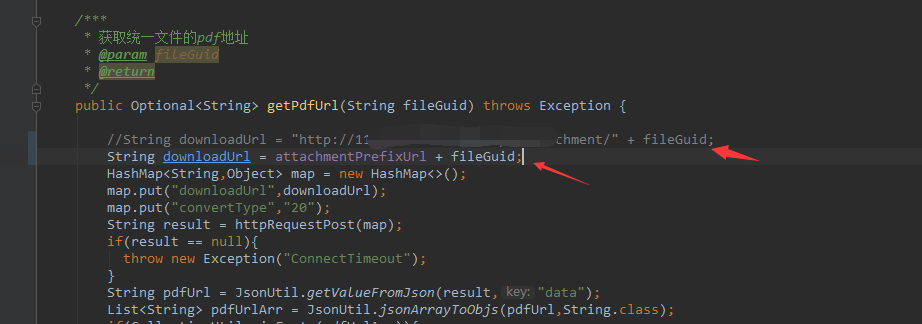 /***
* 获取统一文件的pdf地址
* @param fileGuid
* @return
*/
public Optional<String> getPdfUrl(String fileGuid) throws Exception {
//String downloadUrl = "http://11 chment/" + fileGuid;
String downloadUrl = attachmentPrefixUrl + fileGuid;
HashMap<String,Object> map = new HashMap<>();
map.put("downloadUrl",downloadUrl);
map.put("convertType","20");
String result = httpRequestPost(map);
if(result == null){
throw new Exception("ConnectTimeout");
}
String pdfUrl = JsonUtil.getValueFromJson(result, key: "data");
List<String> pdfUrlArr = JsonUtil.jsonArrayToObjs(pdfUrl,String.class);